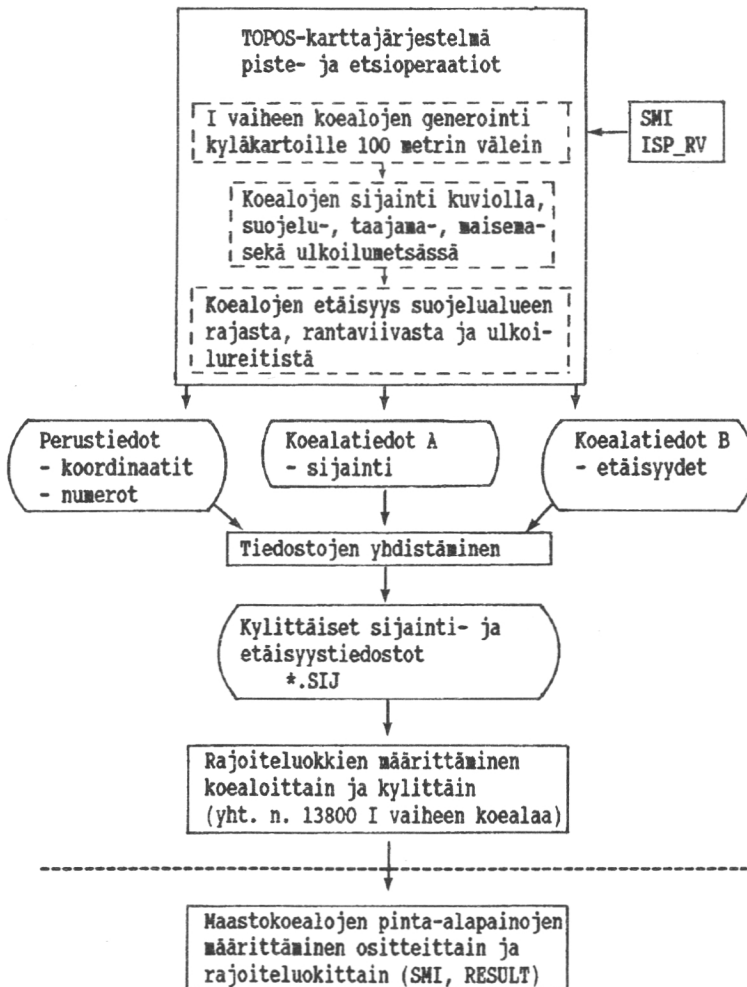 TOPOS-karttajärjestelmä
piste- ja etsioperaatiot
I vaiheen koealojen generointi
kyläkartoille 100 metrin välein
SMI
ISP_RV
Koealojen sijainti kuviolla,
suojelu-, taajama-, maisema-
sekä ulkoilumetsässä
Koealojen etäisyys suojelualueen
rajasta, rantaviivasta ja ulkoi-
lureitistä
Perustiedot
- koordinaatit
- numerot
Koealatiedot A
- sijainti
Koealatiedot B
- etäisyydet
Tiedostojen yhdistäminen
Kylittäiset sijainti- ja
etäisyystiedostot
*.SIJ
Rajoiteluokkien määrittäminen
koealoittain ja kylittäin
(yht. n. 13800 I vaiheen koealaa)
Maastokoealojen pinta-alapainojen
määrittäminen ositteittain ja
rajoiteluokittain (SMI, RESULT)